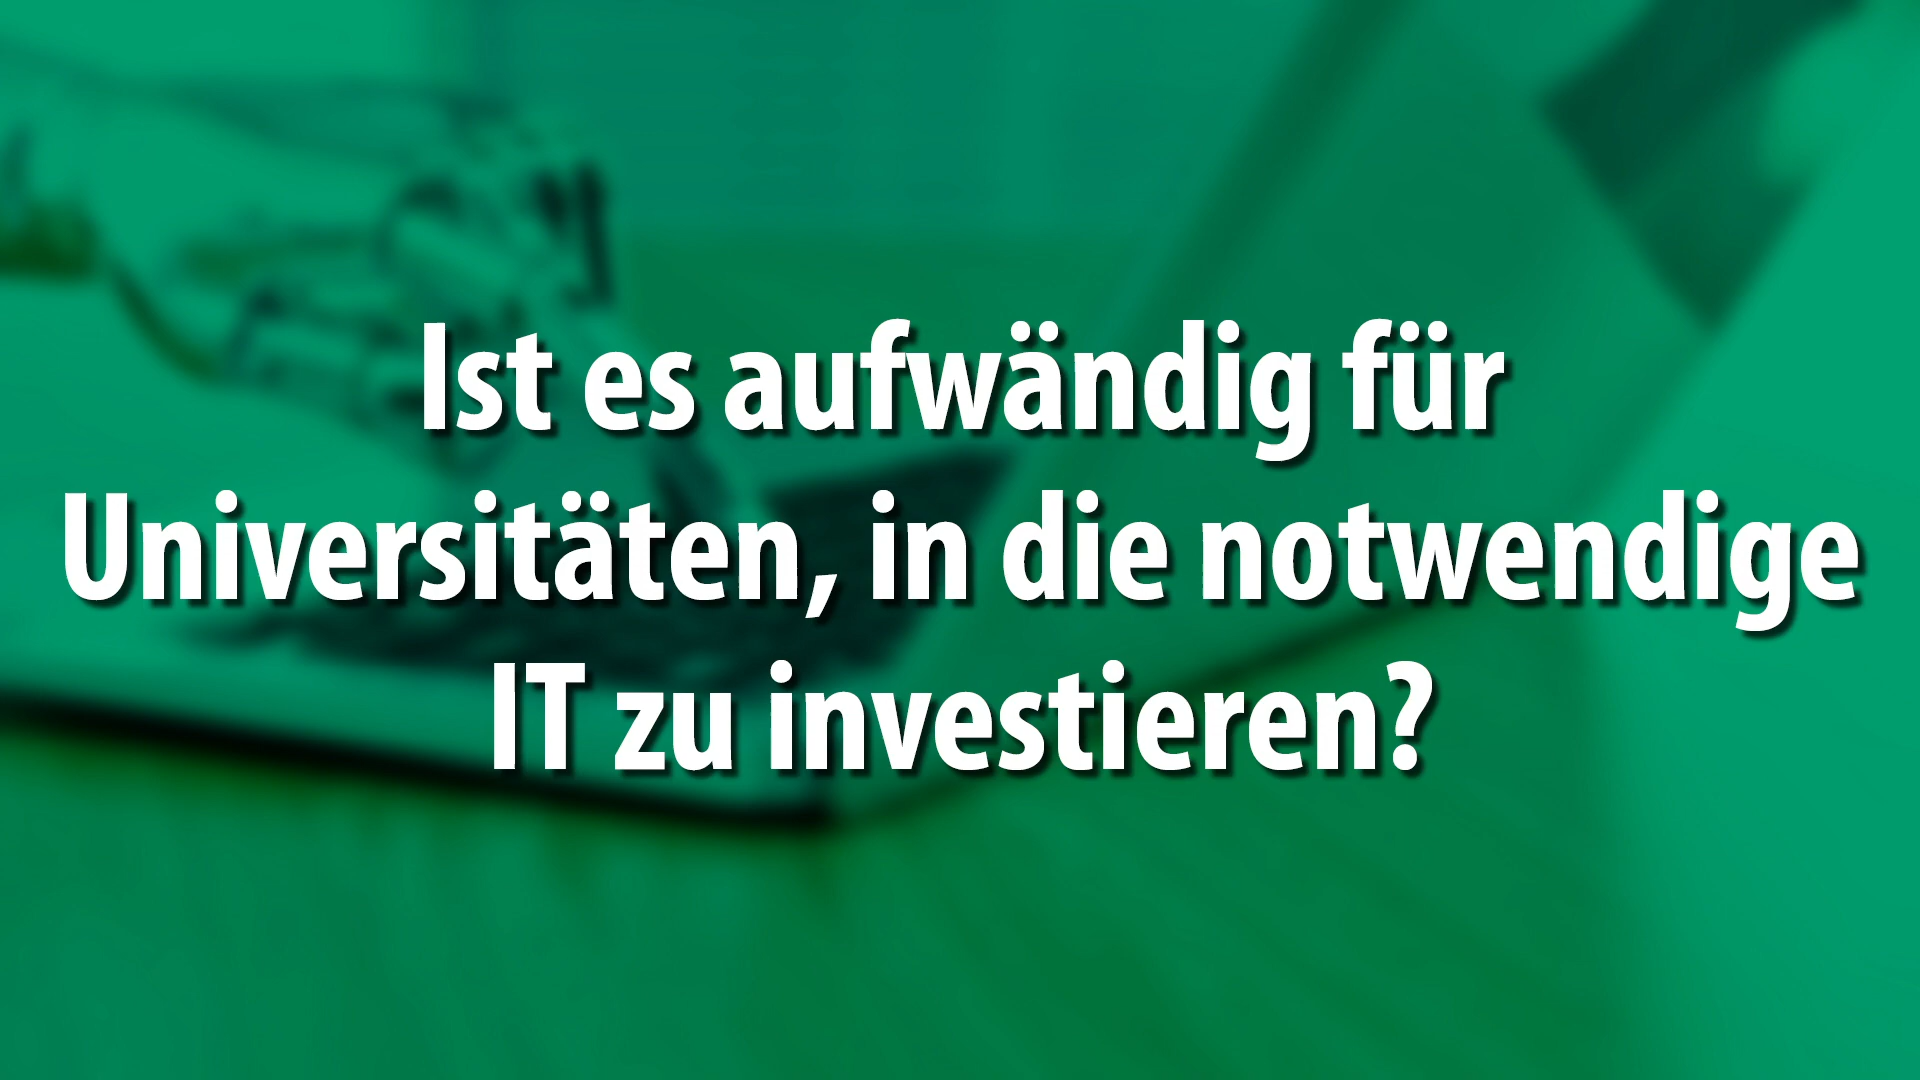 Ist es aufwändig für
Universitäten, in die notwendige
IT zu investieren?